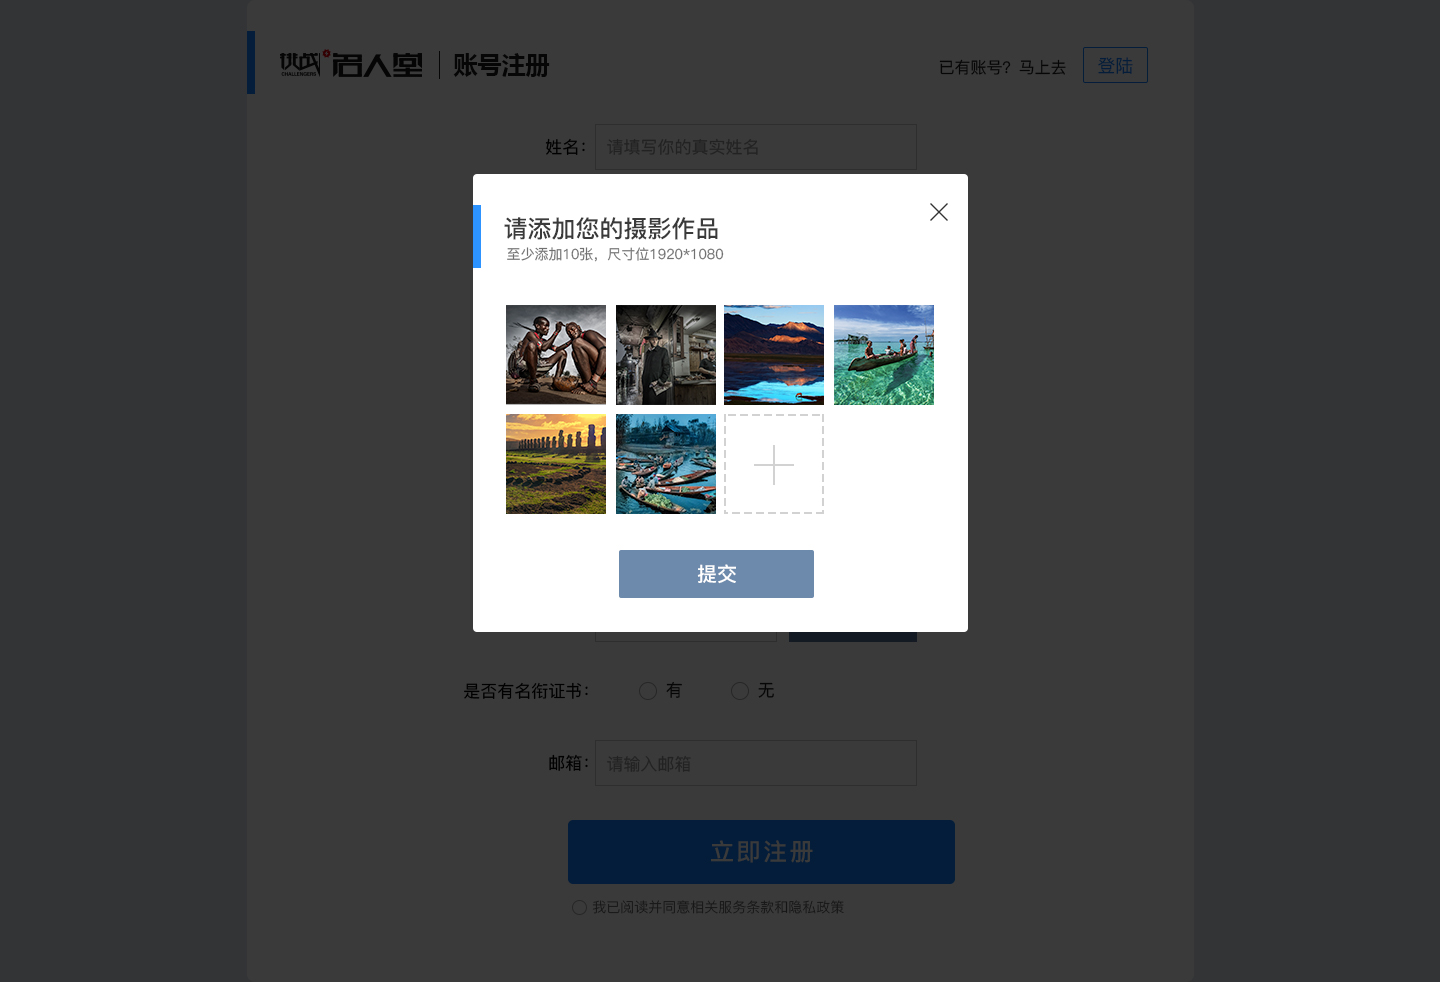 挑战
CHALLENGERS
名人堂
账号注册
已有账号？马上去
登陆
姓名：
请填写你的真实姓名
请添加您的摄影作品
至少添加10张，尺寸位1920*1080
提交
是否有名衔证书：
有
无
邮箱：
请输入邮箱
立即注册
我已阅读并同意相关服务条款和隐私政策